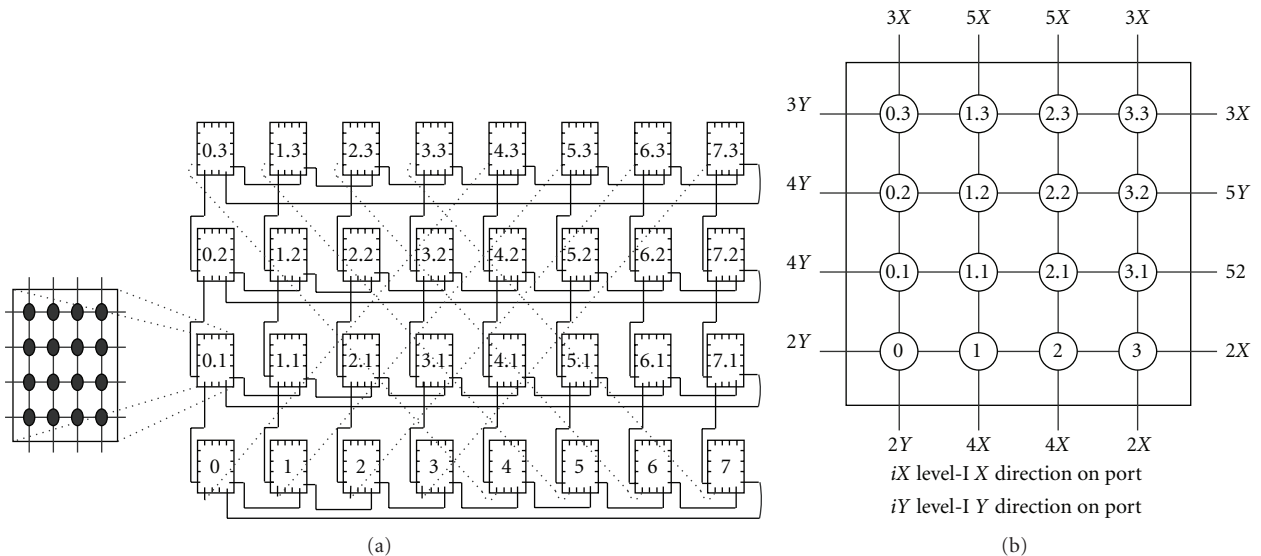 0.3 1.3 2.3 3.3 4.3 5.3 6.3 7.3
0.2 1.2 2.2 3.2 4.2 5.2 6.2 7.2
0.1 1.1 2.1 3.1 4.1 5.1 6.1 7.1
0 1 2 3 4 5 6 7
(a)
3X 5X 5X 3X
3Y 0.3 1.3 2.3 3.3 3X
4Y 0.2 1.2 2.2 3.2 5Y
4Y 0.1 1.1 2.1 3.1 52
2Y 0 1 2 3 2X
2Y 4X 4X 2X
iX level-I X direction on port
iY level-I Y direction on port
(b)